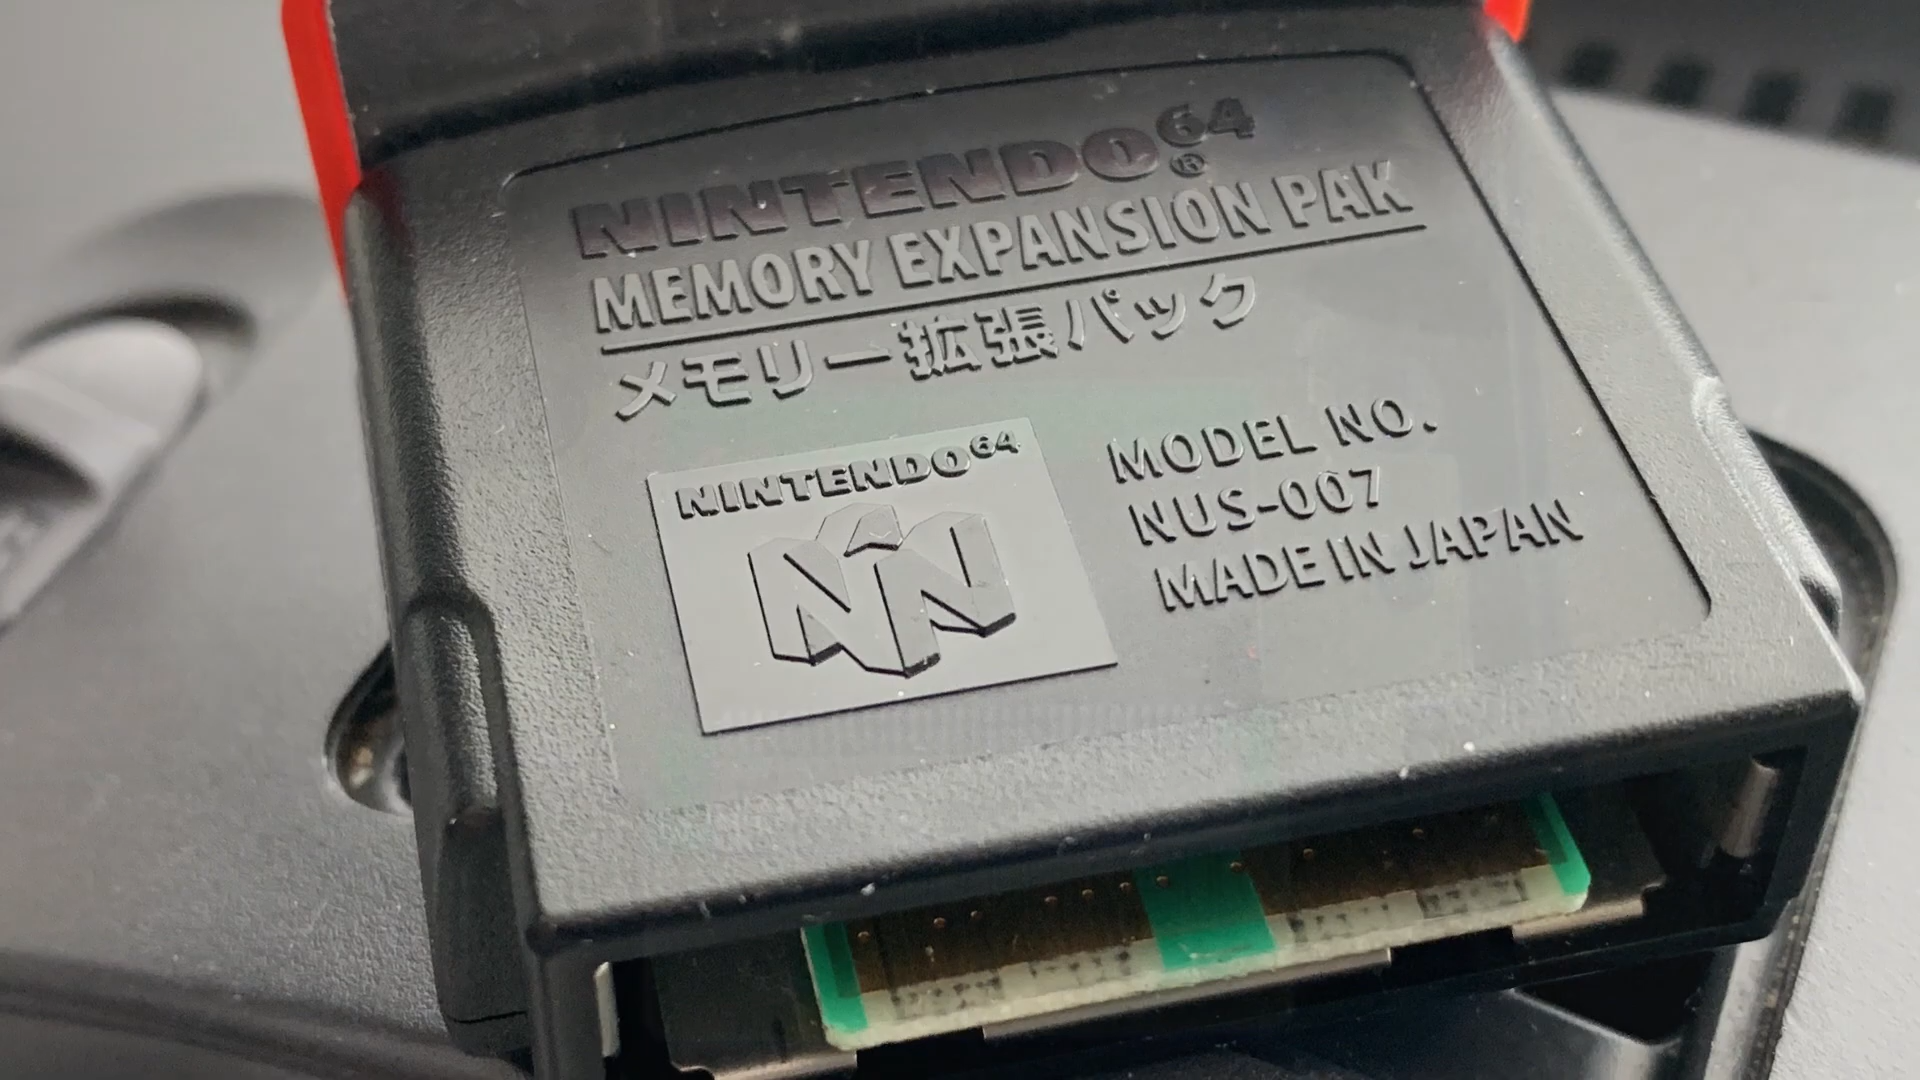 NINTENDO64
®
MEMORY EXPANSION PAK
メモリー拡張パック
NINTENDO64
MODEL NO.
NUS-007
MADE IN JAPAN